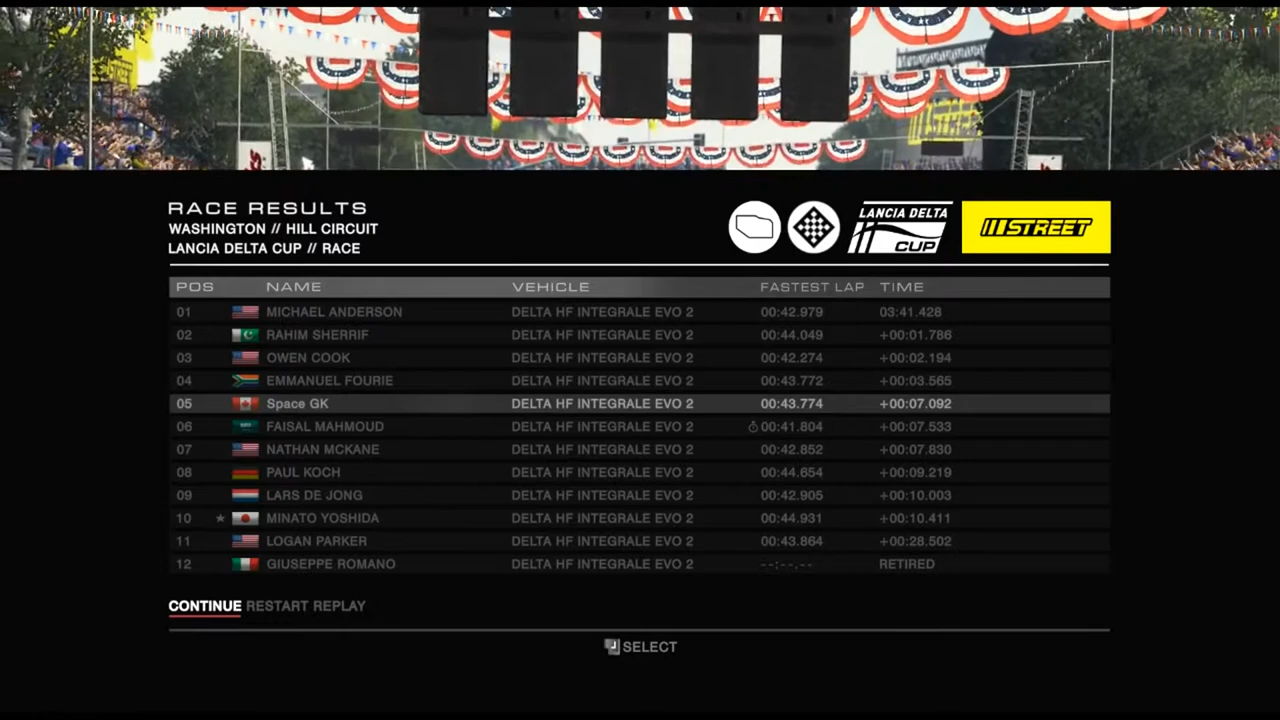 RACE RESULTS
WASHINGTON // HILL CIRCUIT
LANCIA DELTA CUP // RACE
LANCIA DELTA
CUP
STREET
POS NAME VEHICLE FASTEST LAP TIME
01 MICHAEL ANDERSON DELTA HF INTEGRALE EVO 2 00:42.979 03:41.428
02 RAHIM SHERRIF DELTA HF INTEGRALE EVO 2 00:44.049 +00:01.786
03 OWEN COOK DELTA HF INTEGRALE EVO 2 00:42.274 +00:02.194
04 EMMANUEL FOURIE DELTA HF INTEGRALE EVO 2 00:43.772 +00:03.565
05 Space GK DELTA HF INTEGRALE EVO 2 00:43.774 +00:07.092
06 FAISAL MAHMOUD DELTA HF INTEGRALE EVO 2 00:41.804 +00:07.533
07 NATHAN MCKANE DELTA HF INTEGRALE EVO 2 00:42.852 +00:07.830
08 PAUL KOCH DELTA HF INTEGRALE EVO 2 00:44.654 +00:09.219
09 LARS DE JONG DELTA HF INTEGRALE EVO 2 00:42.905 +00:10.003
10 ★ MINATO YOSHIDA DELTA HF INTEGRALE EVO 2 00:44.931 +00:10.411
11 LOGAN PARKER DELTA HF INTEGRALE EVO 2 00:43.864 +00:28.502
12 GIUSEPPE ROMANO DELTA HF INTEGRALE EVO 2 --:--.-- RETIRED
CONTINUE RESTART REPLAY
SELECT